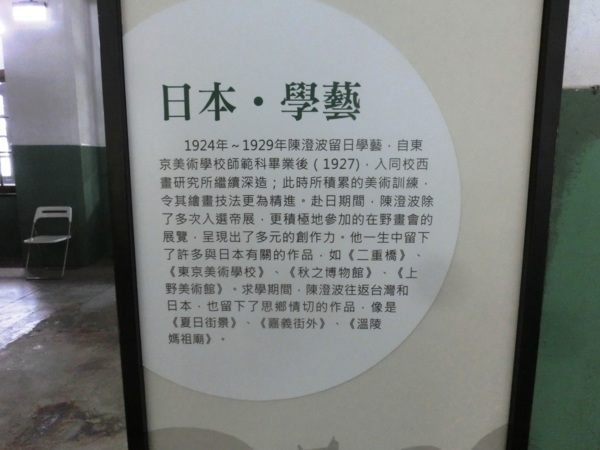 日本・學藝
1924年~1929年陳澄波留日學藝，自東
京美術學校師範科畢業後（1927），入同校西
畫研究所繼續深造；此時所積累的美術訓練，
令其繪畫技法更為精進。赴日期間，陳澄波除
了多次入選帝展，更積極地參加的在野畫會的
展覽，呈現出了多元的創作力。他一生中留下
了許多與日本有關的作品，如《二重橋》、
《東京美術學校》、《秋之博物館》、《上
野美術館》。求學期間，陳澄波往返台灣和
日本，也留下了思鄉情切的作品，像是
《夏日街景》、《嘉義街外》、《溫陵
媽祖廟》。